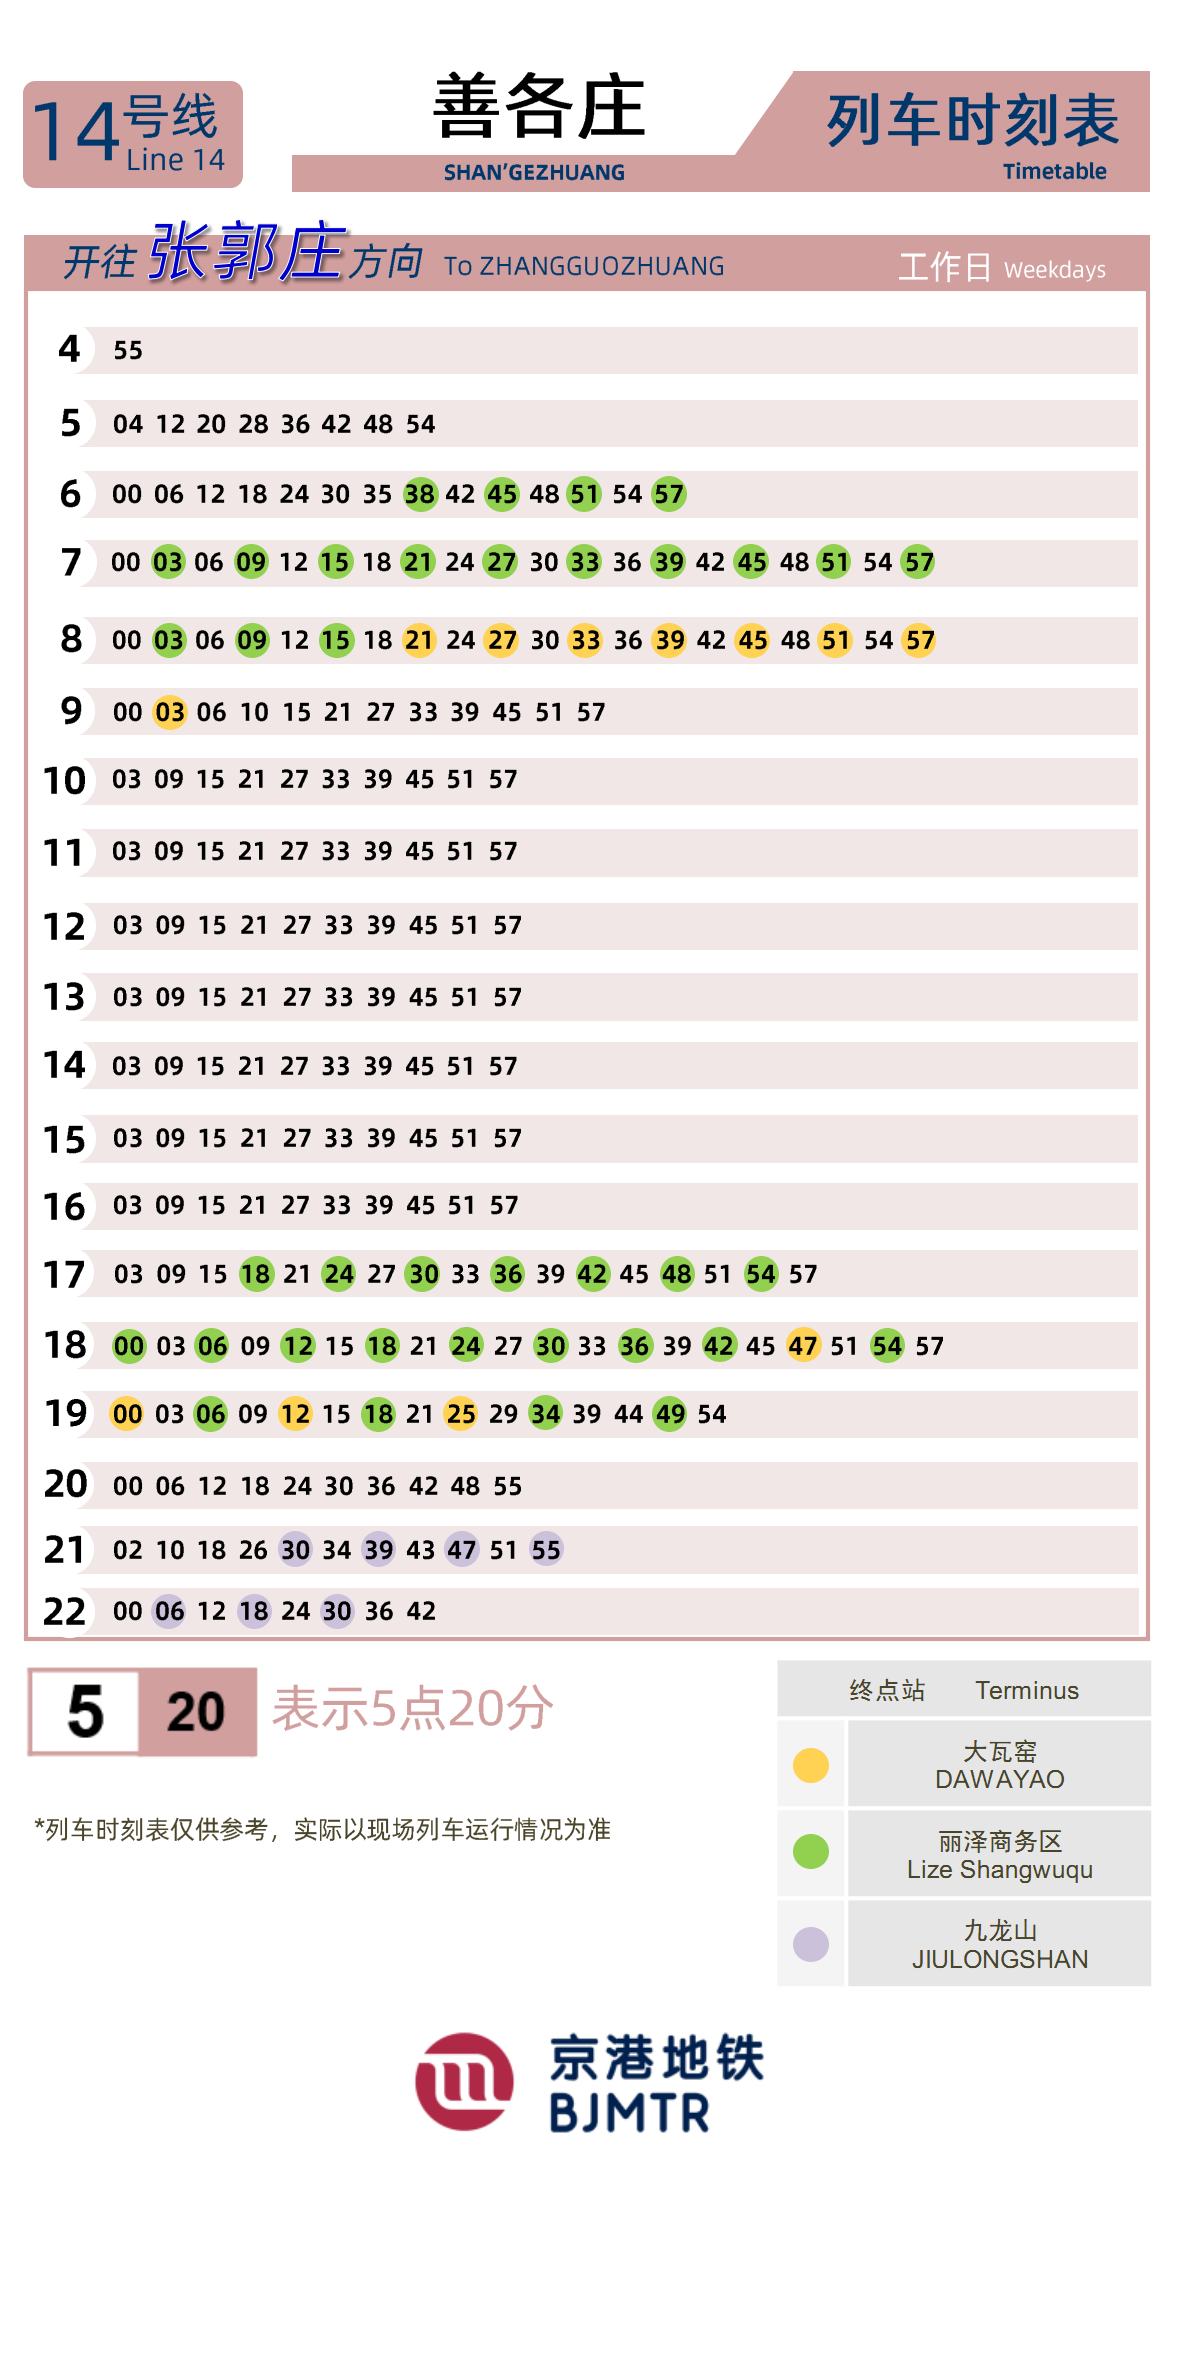 14号线
Line 14
善各庄
SHAN’GEZHUANG
列车时刻表
Timetable
开往 张郭庄 方向 To ZHANGGUOZHUANG 工作日 Weekdays
4 55
5 04 12 20 28 36 42 48 54
6 00 06 12 18 24 30 35 38 42 45 48 51 54 57
7 00 03 06 09 12 15 18 21 24 27 30 33 36 39 42 45 48 51 54 57
8 00 03 06 09 12 15 18 21 24 27 30 33 36 39 42 45 48 51 54 57
9 00 03 06 10 15 21 27 33 39 45 51 57
10 03 09 15 21 27 33 39 45 51 57
11 03 09 15 21 27 33 39 45 51 57
12 03 09 15 21 27 33 39 45 51 57
13 03 09 15 21 27 33 39 45 51 57
14 03 09 15 21 27 33 39 45 51 57
15 03 09 15 21 27 33 39 45 51 57
16 03 09 15 21 27 33 39 45 51 57
17 03 09 15 18 21 24 27 30 33 36 39 42 45 48 51 54 57
18 00 03 06 09 12 15 18 21 24 27 30 33 36 39 42 45 47 51 54 57
19 00 03 06 09 12 15 18 21 25 29 34 39 44 49 54
20 00 06 12 18 24 30 36 42 48 55
21 02 10 18 26 30 34 39 43 47 51 55
22 00 06 12 18 24 30 36 42
5 20 表示5点20分
*列车时刻表仅供参考，实际以现场列车运行情况为准
终点站 Terminus
大瓦窑
DAWAYAO
丽泽商务区
Lize Shangwuqu
九龙山
JIULONGSHAN
京港地铁
BJMTR